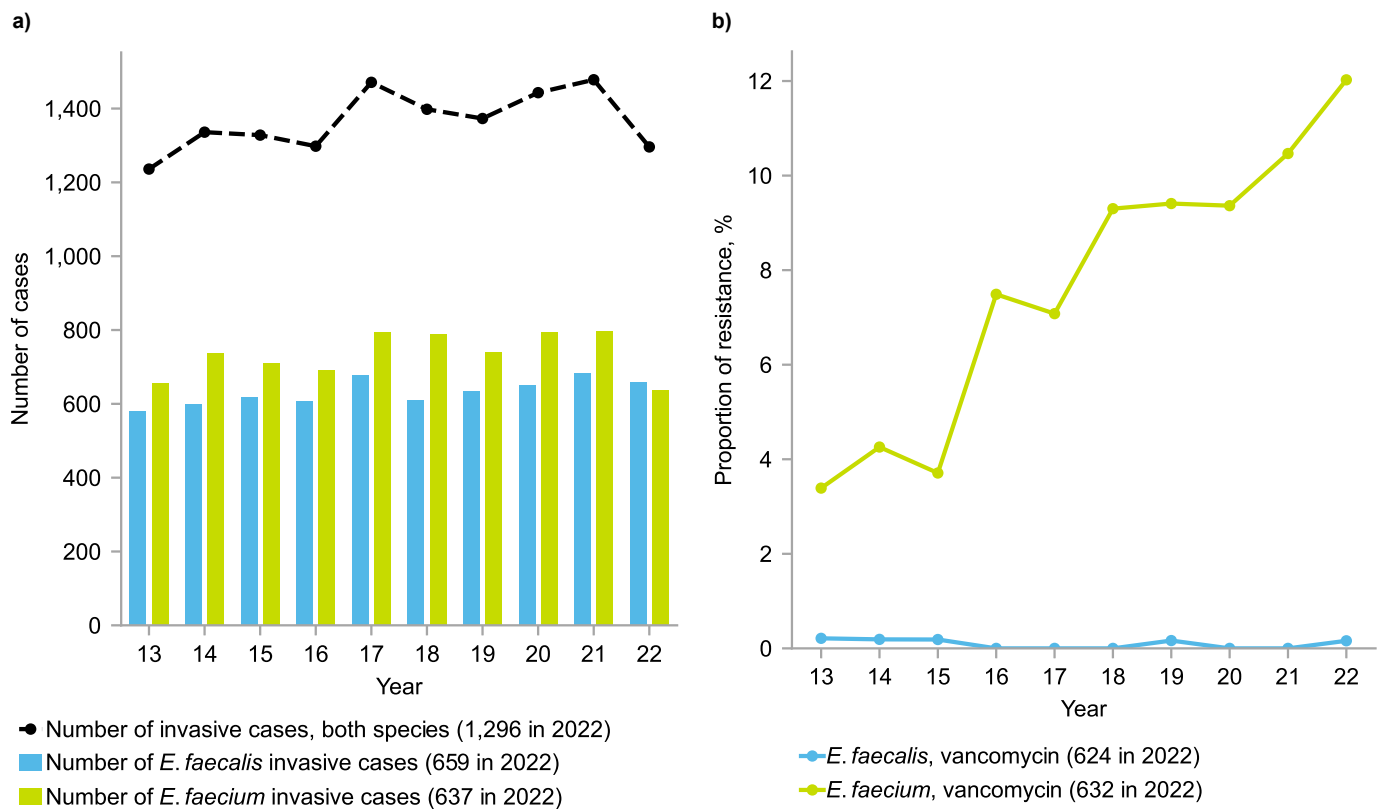 a)
Number of cases
1,400
1,200
1,000
800
600
400
200
0
13 14 15 16 17 18 19 20 21 22
Year
Number of invasive cases, both species (1,296 in 2022)
Number of E. faecalis invasive cases (659 in 2022)
Number of E. faecium invasive cases (637 in 2022)
b)
Proportion of resistance, %
12
10
8
6
4
2
0
13 14 15 16 17 18 19 20 21 22
Year
E. faecalis, vancomycin (624 in 2022)
E. faecium, vancomycin (632 in 2022)